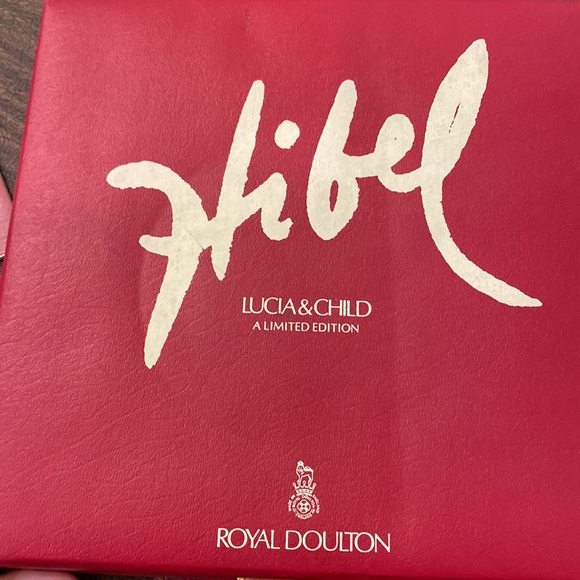 Hibel
LUCIA & CHILD
A LIMITED EDITION
ROYAL DOULTON